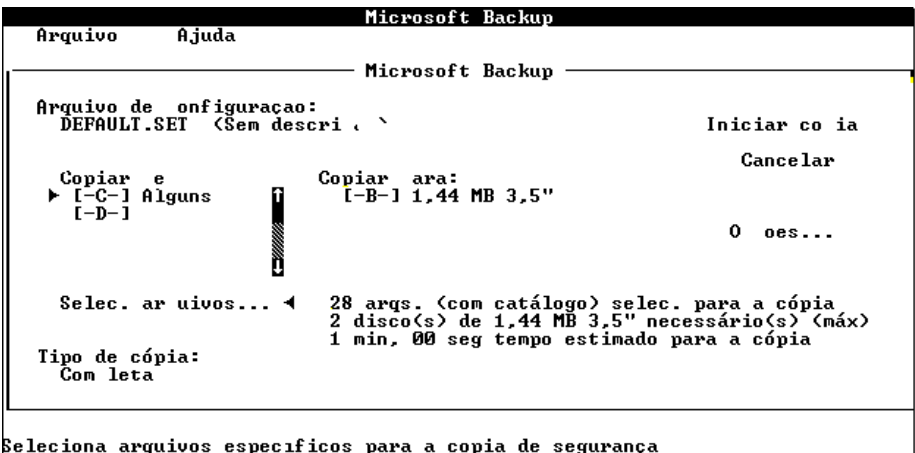 Microsoft Backup
Arquivo Ajuda
Microsoft Backup
Arquivo de onfiguraçao:
DEFAULT.SET (Sem descri
Iniciar co ia
Cancelar
Copiar e
[-C-] Alguns
[-D-]
Copiar ara:
[-B-] 1,44 MB 3,5"
O oes...
Selec. ar uivos...
28 arqs. (com catálogo) selec. para a cópia
2 disco(s) de 1,44 MB 3,5" necessário(s) (máx)
1 min, 00 seg tempo estimado para a cópia
Tipo de cópia:
Com leta
Seleciona arquivos específicos para a copia de segurança